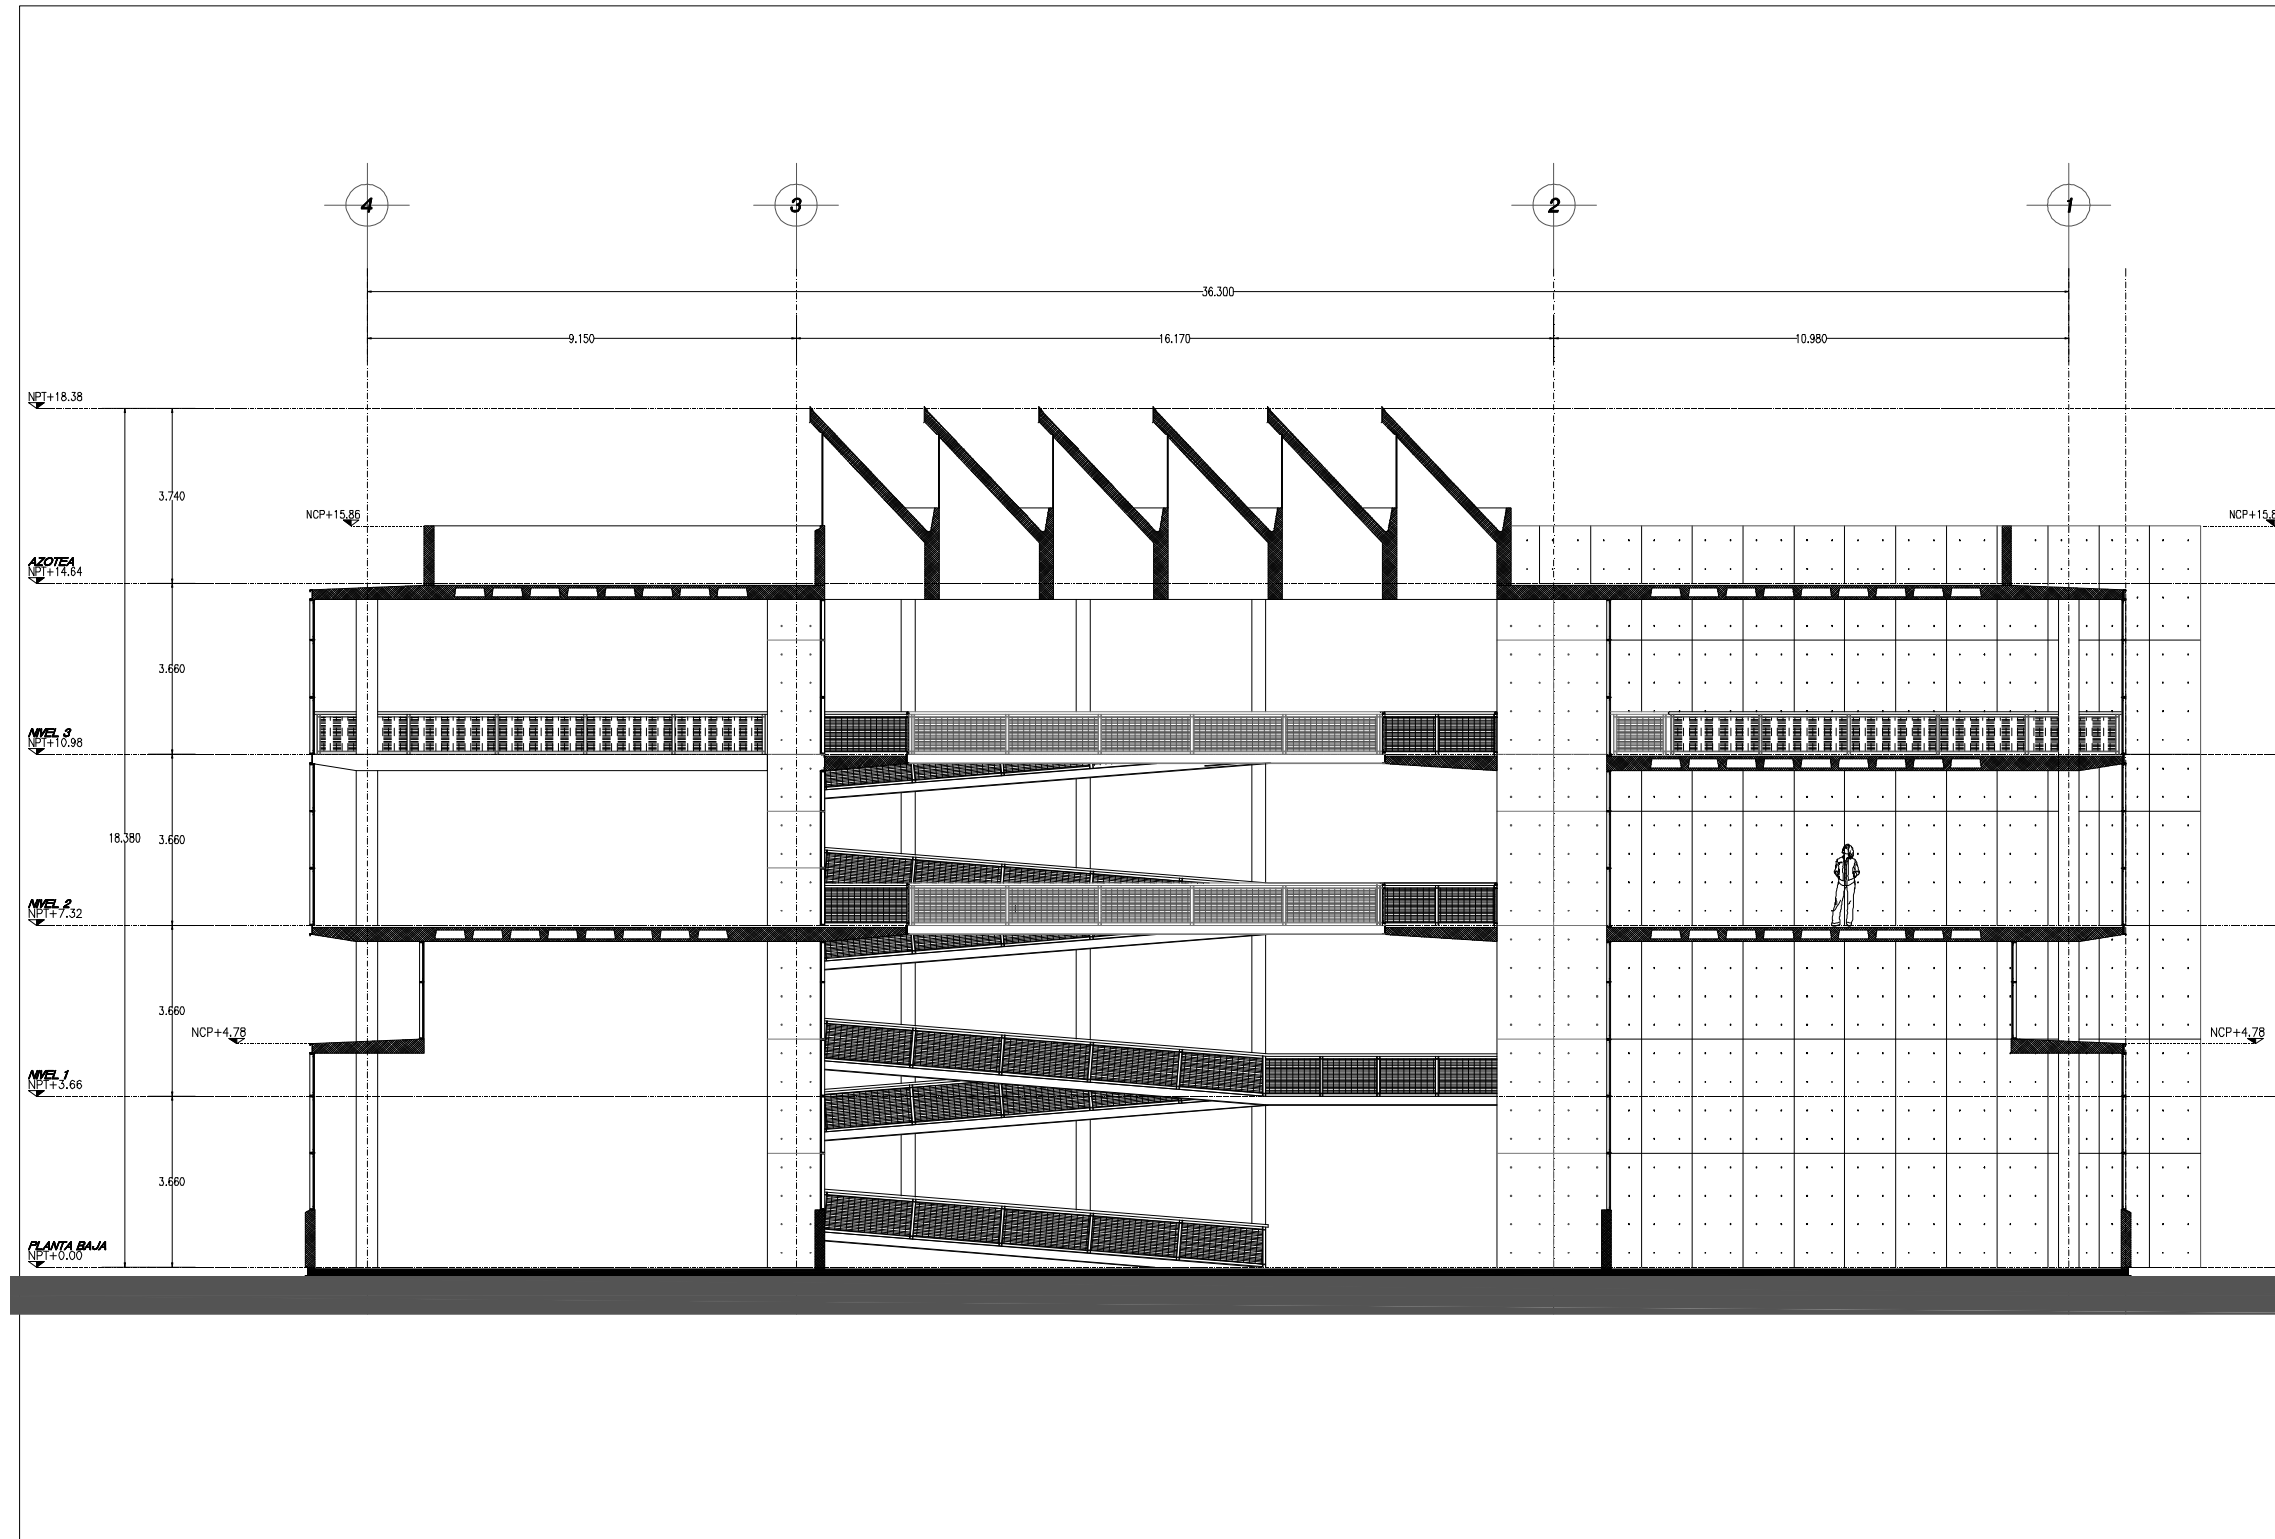 4
3
2
1
36.300
9.150
16.170
10.980
NPT+18.38
3.740
NCP+15.86
NCP+15.8
AZOTEA
NPT+14.64
3.660
NIVEL 3
NPT+10.98
18.380
3.660
NIVEL 2
NPT+7.32
3.660
NCP+4.78
NCP+4.78
NIVEL 1
NPT+3.66
3.660
PLANTA BAJA
NPT+0.00